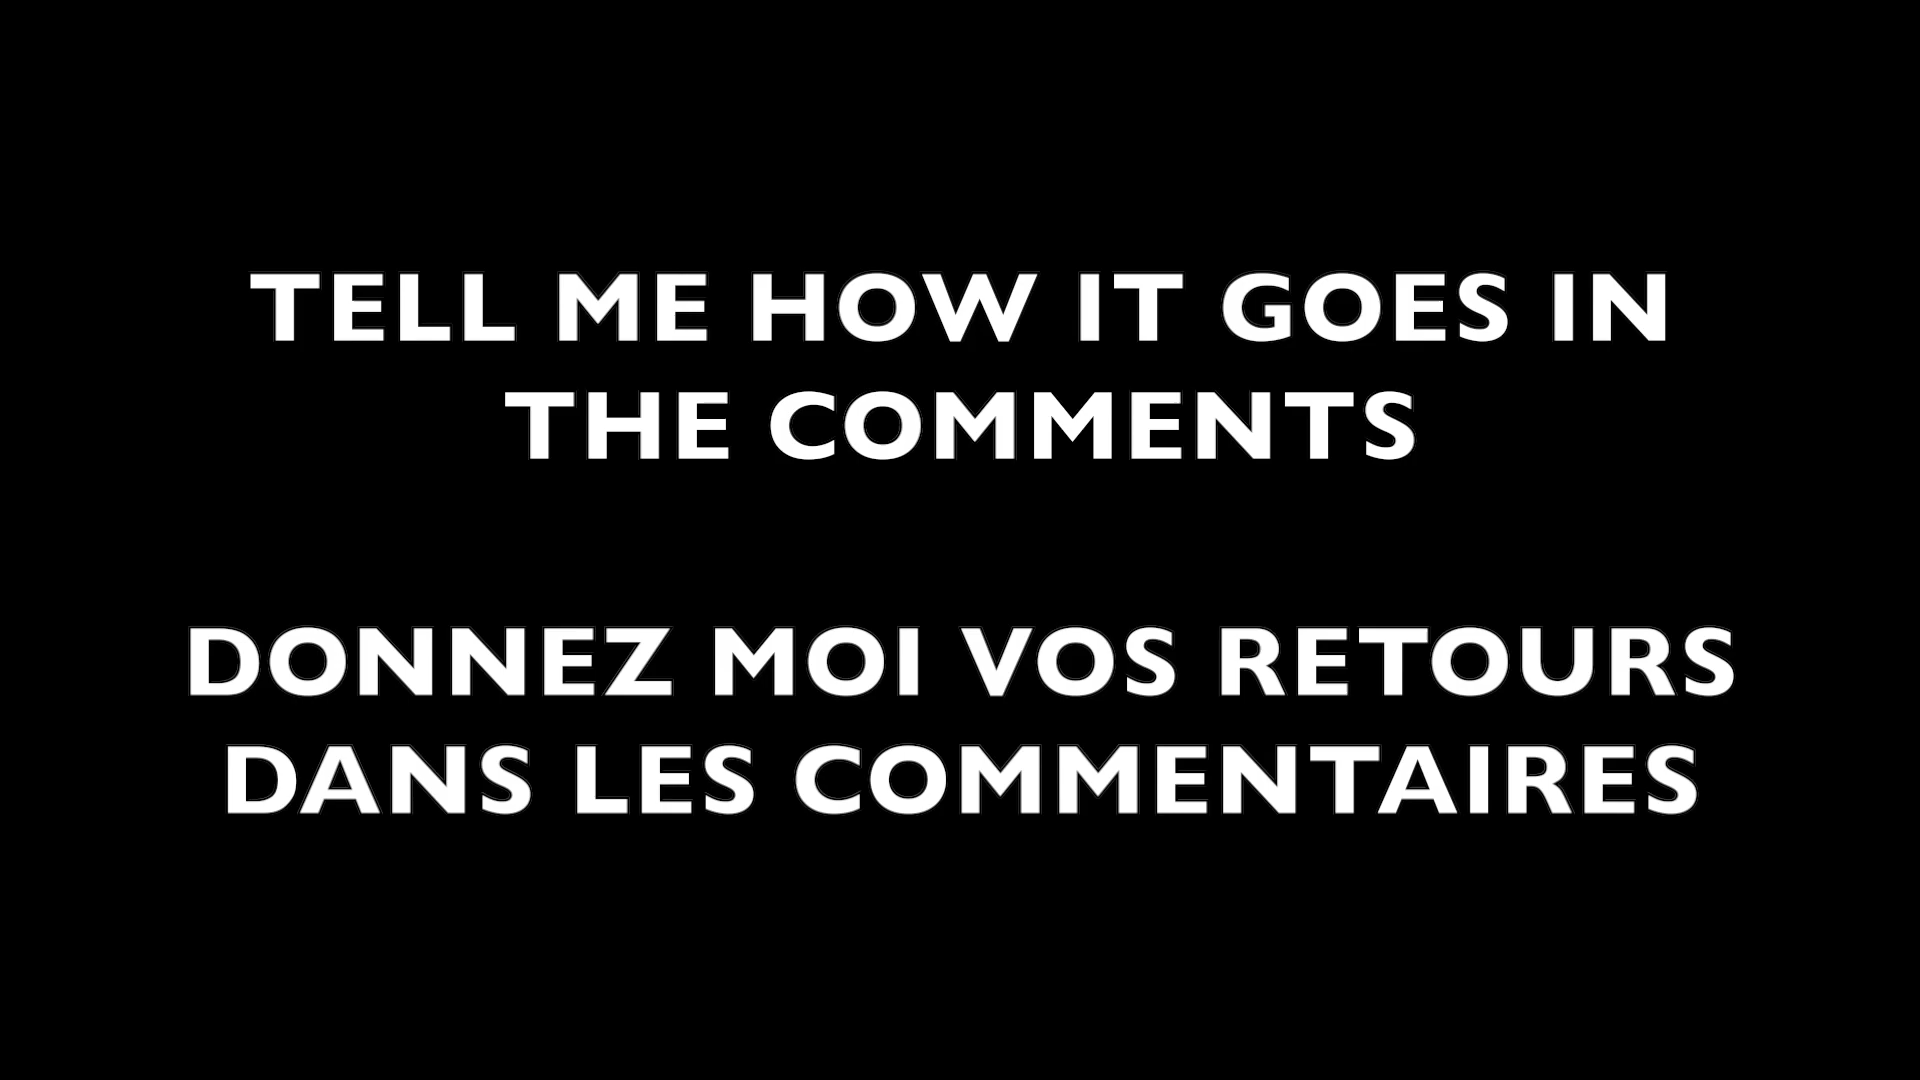 TELL ME HOW IT GOES IN
THE COMMENTS
DONNEZ MOI VOS RETOURS
DANS LES COMMENTAIRES